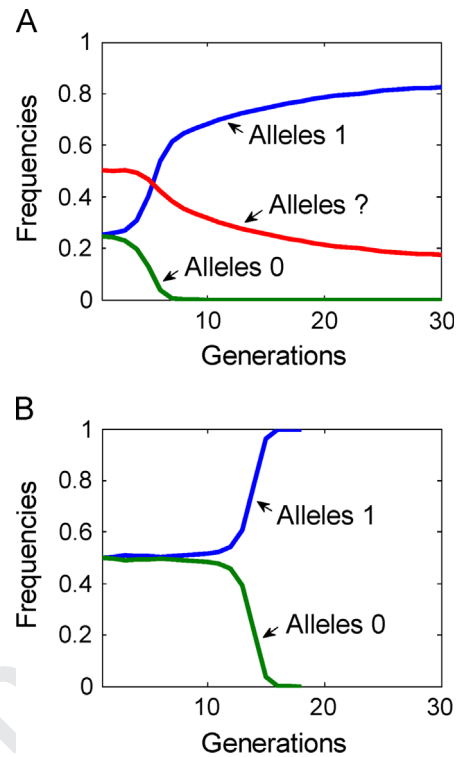 A
1
0.8
0.6
0.4
0.2
0
Frequencies
Alleles 1
Alleles ?
Alleles 0
10
20
30
Generations
B
1
0.8
0.6
0.4
0.2
0
Frequencies
Alleles 1
Alleles 0
10
20
30
Generations